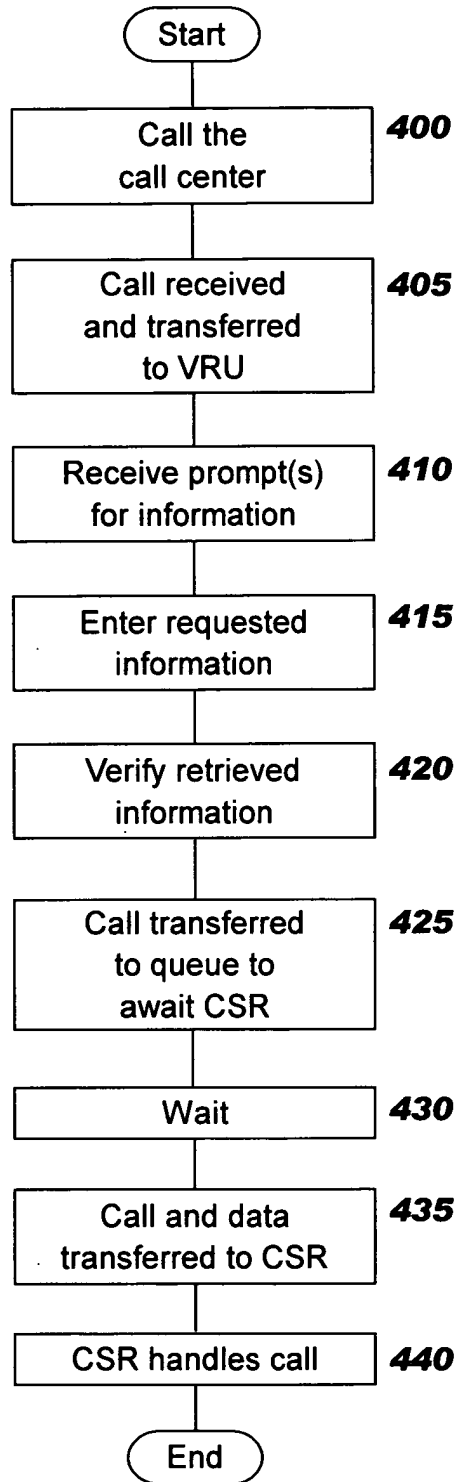 Start
Call the
call center
400
Call received
and transferred
to VRU
405
Receive prompt(s)
for information
410
Enter requested
information
415
Verify retrieved
information
420
Call transferred
to queue to
await CSR
425
Wait
430
Call and data
transferred to CSR
435
CSR handles call
440
End